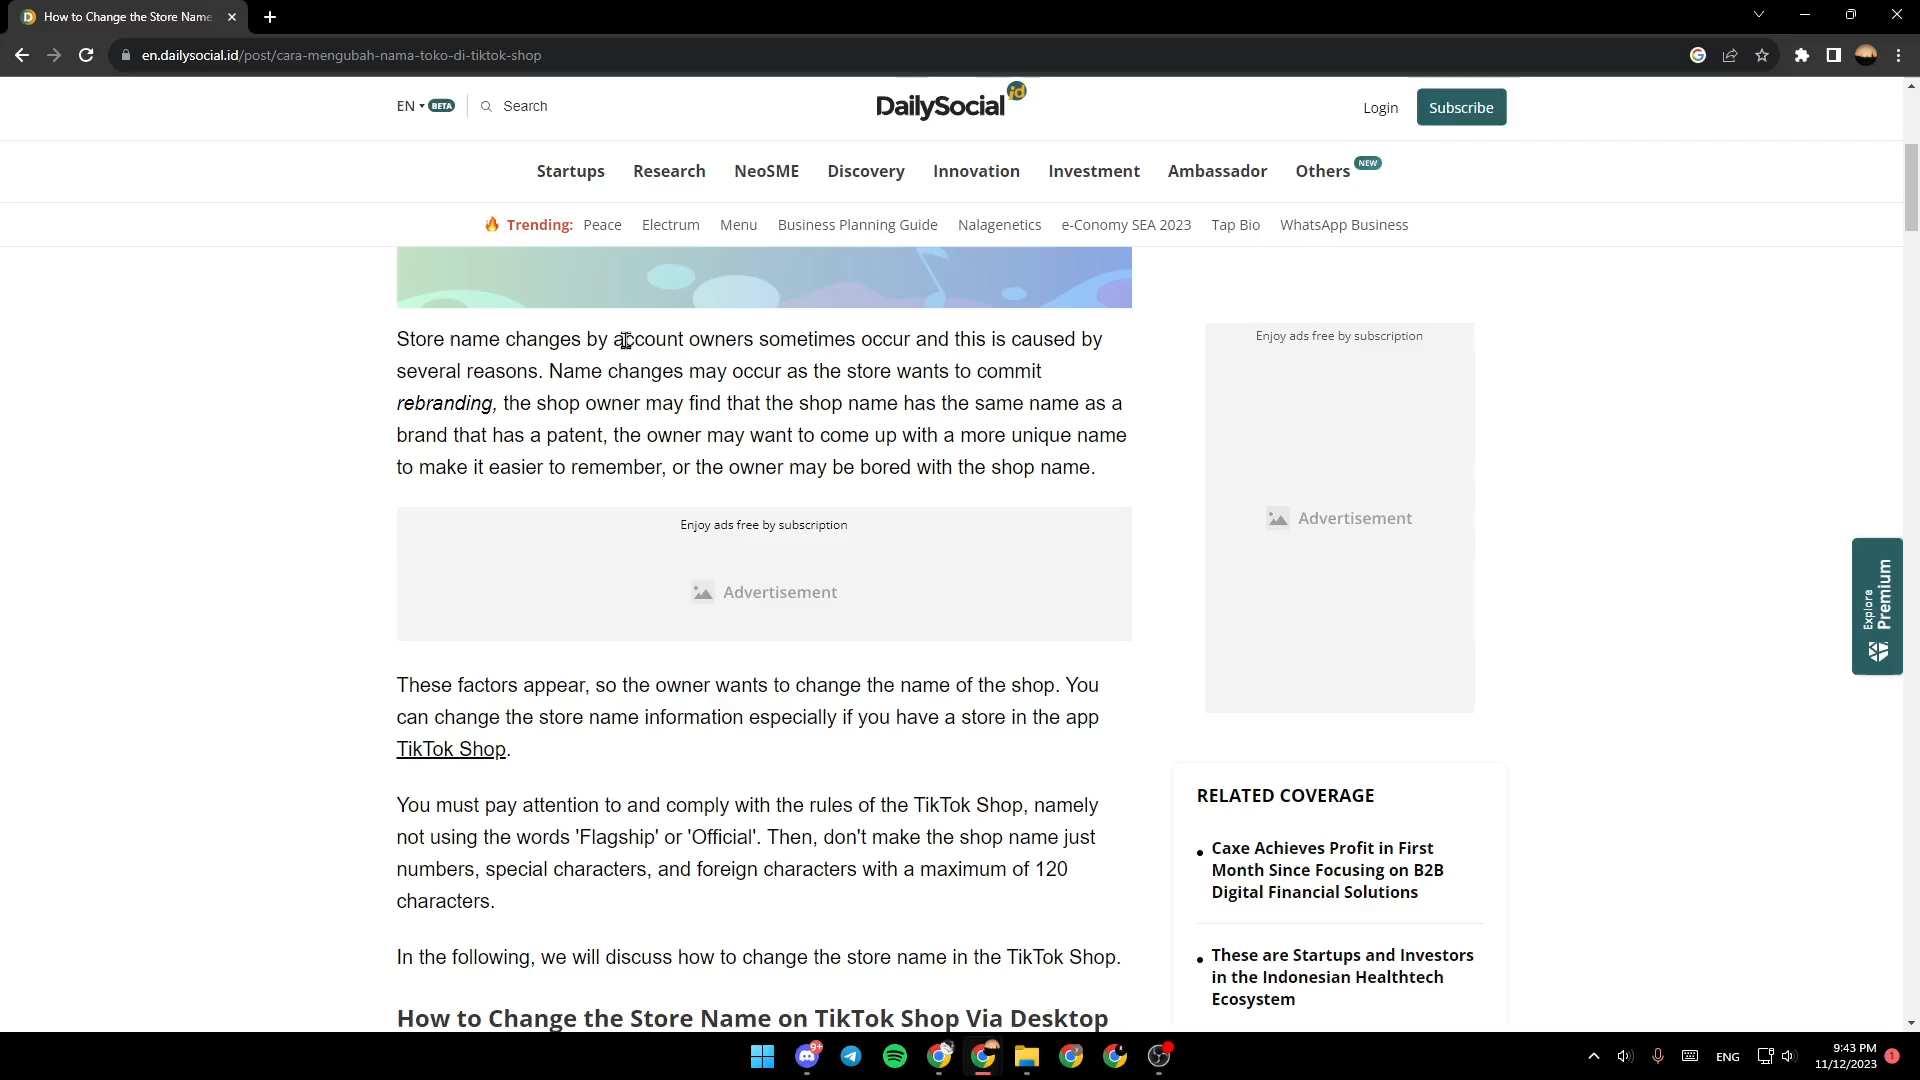 How to Change the Store Name
en.dailysocial.id/post/cara-mengubah-nama-toko-di-tiktok-shop
EN BETA
Search
DailySocial id
Login
Subscribe
Startups Research NeoSME Discovery Innovation Investment Ambassador Others NEW
Trending: Peace Electrum Menu Business Planning Guide Nalagenetics e-Conomy SEA 2023 Tap Bio WhatsApp Business
Store name changes by account owners sometimes occur and this is caused by
several reasons. Name changes may occur as the store wants to commit
rebranding, the shop owner may find that the shop name has the same name as a
brand that has a patent, the owner may want to come up with a more unique name
to make it easier to remember, or the owner may be bored with the shop name.
Enjoy ads free by subscription
Advertisement
These factors appear, so the owner wants to change the name of the shop. You
can change the store name information especially if you have a store in the app
TikTok Shop.
You must pay attention to and comply with the rules of the TikTok Shop, namely
not using the words 'Flagship' or 'Official'. Then, don't make the shop name just
numbers, special characters, and foreign characters with a maximum of 120
characters.
In the following, we will discuss how to change the store name in the TikTok Shop.
How to Change the Store Name on TikTok Shop Via Desktop
Enjoy ads free by subscription
Advertisement
RELATED COVERAGE
Caxe Achieves Profit in First
Month Since Focusing on B2B
Digital Financial Solutions
These are Startups and Investors
in the Indonesian Healthtech
Ecosystem
Explore
Premium
9+
ENG
9:43 PM
11/12/2023
1